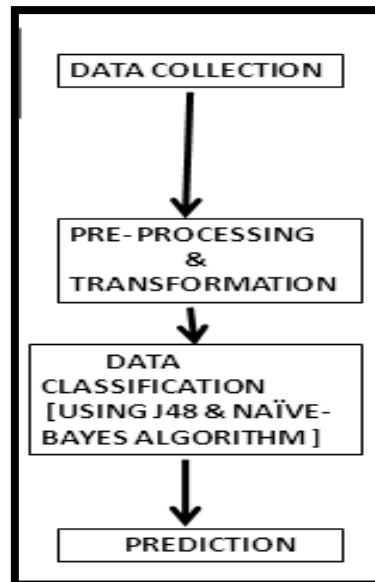 DATA COLLECTION
PRE- PROCESSING
&
TRANSFORMATION
DATA
CLASSIFICATION
[USING J48 & NAÏVE-
BAYES ALGORITHM ]
PREDICTION